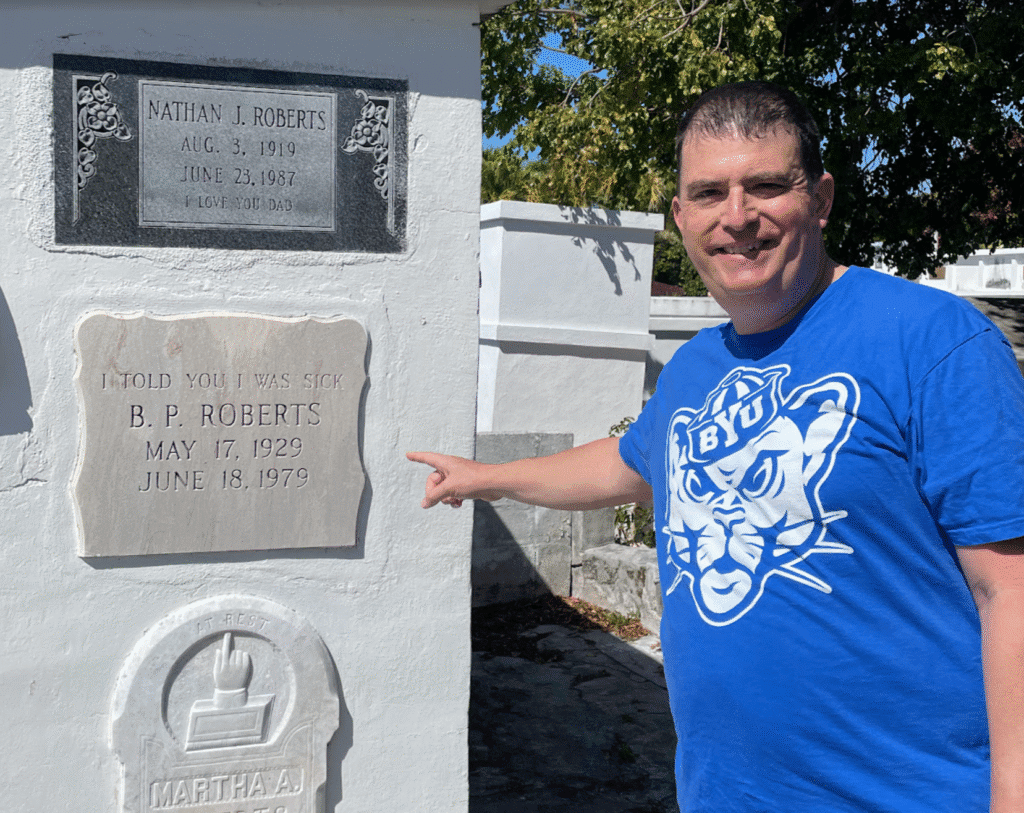 NATHAN J. ROBERTS
AUG. 3, 1919
JUNE 23, 1987
I LOVE YOU DAD
I TOLD YOU I WAS SICK
B. P. ROBERTS
MAY 17, 1929
JUNE 18, 1979
AT REST
MARTHA A.
BYU